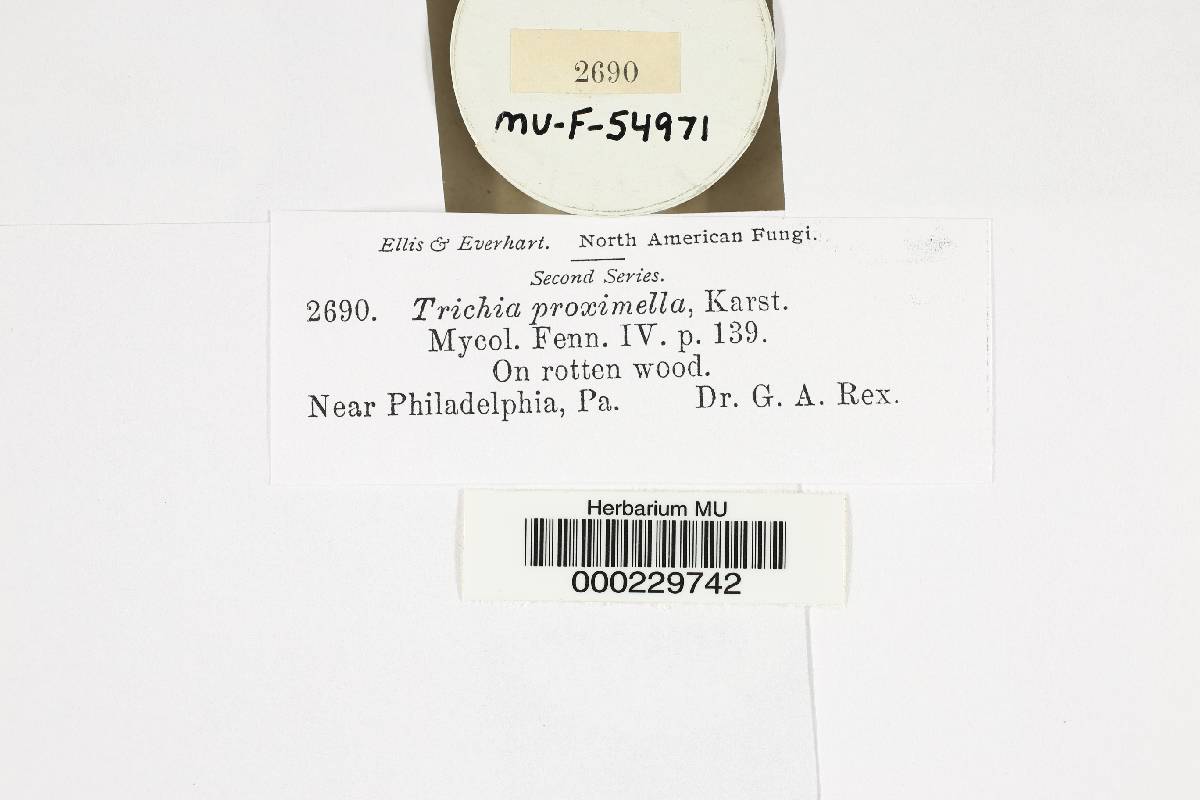 2690
MU-F-54971
Ellis & Everhart. North American Fungi.
Second Series.
2690. Trichia proximella, Karst.
Mycol. Fenn. IV. p. 139.
On rotten wood.
Near Philadelphia, Pa. Dr. G. A. Rex.
Herbarium MU
000229742